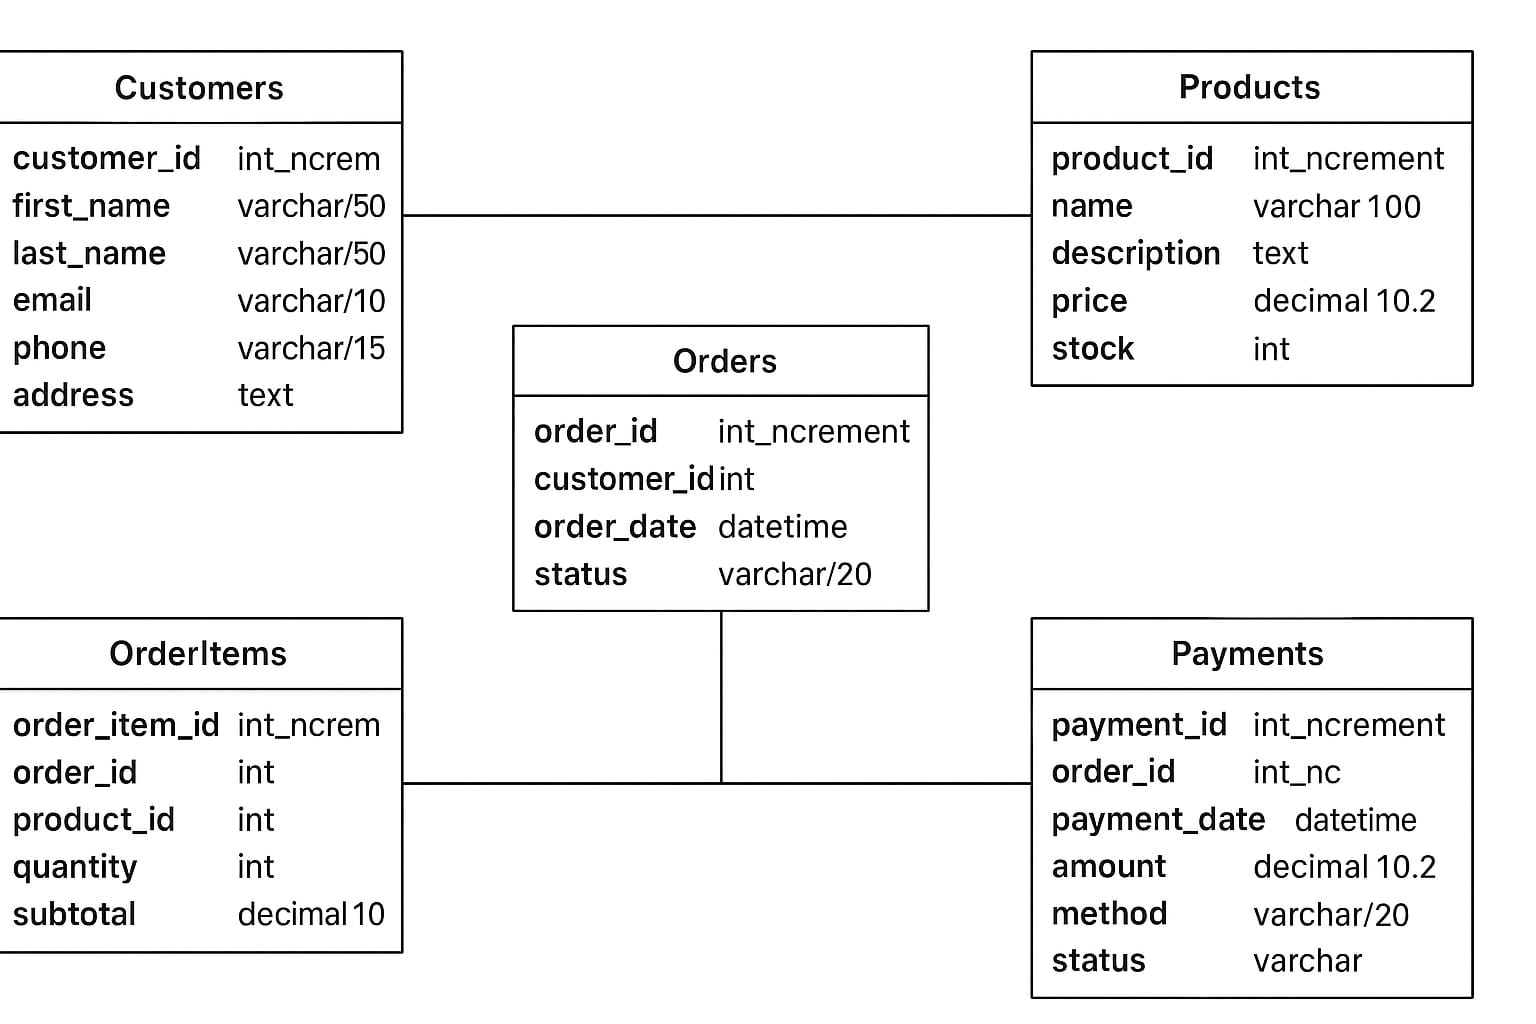 Customers
customer_id int_ncrem
first_name varchar/50
last_name varchar/50
email varchar/10
phone varchar/15
address text
Products
product_id int_ncrement
name varchar 100
description text
price decimal 10.2
stock int
Orders
order_id int_ncrement
customer_id int
order_date datetime
status varchar/20
OrderItems
order_item_id int_ncrem
order_id int
product_id int
quantity int
subtotal decimal 10
Payments
payment_id int_ncrement
order_id int_nc
payment_date datetime
amount decimal 10.2
method varchar/20
status varchar